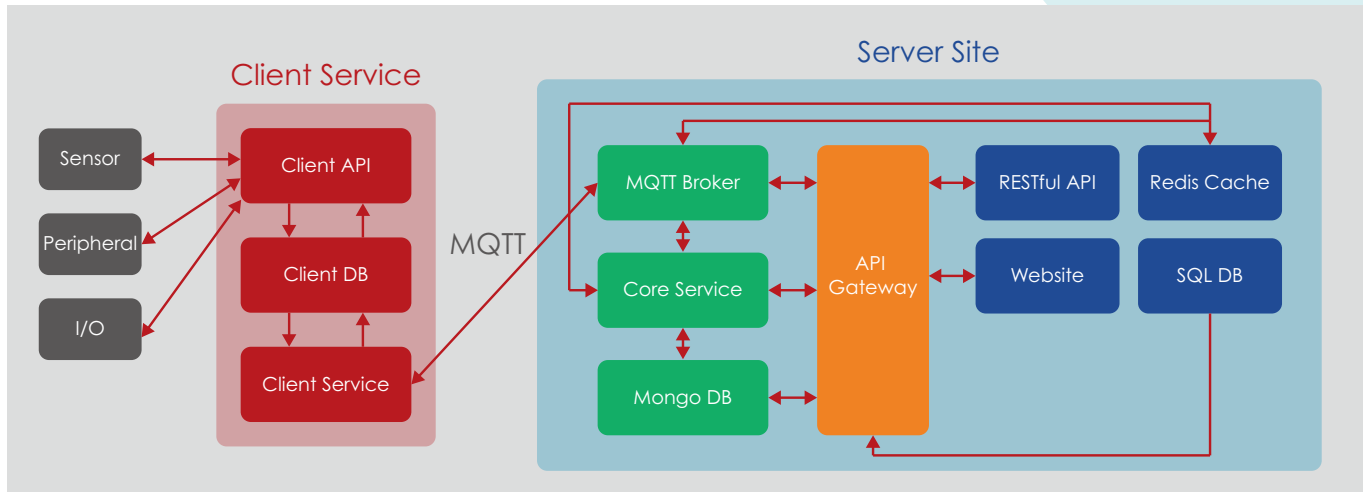 Server Site
Client Service
Sensor
Client API
MQTT Broker
RESTful API
Redis Cache
Peripheral
MQTT
Client DB
Core Service
API
Gateway
Website
SQL DB
I/O
Client Service
Mongo DB